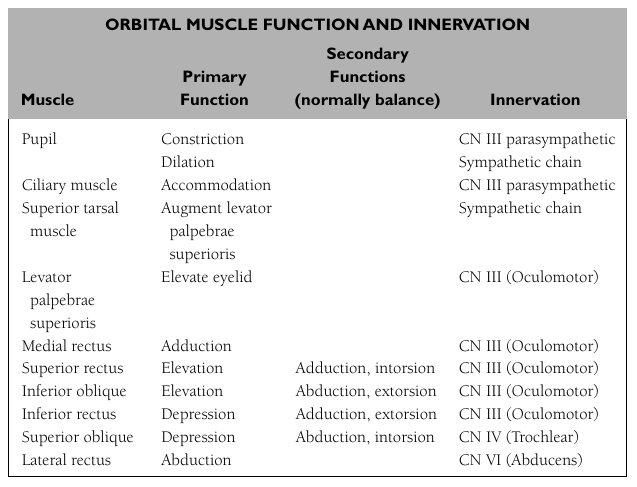 ORBITAL MUSCLE FUNCTION AND INNERVATION
Secondary
Primary Functions
Muscle Function (normally balance) Innervation
Pupil Constriction CN III parasympathetic
Dilation Sympathetic chain
Ciliary muscle Accommodation CN III parasympathetic
Superior tarsal Augment levator Sympathetic chain
muscle palpebrae
superioris
Levator Elevate eyelid CN III (Oculomotor)
palpebrae
superioris
Medial rectus Adduction CN III (Oculomotor)
Superior rectus Elevation Adduction, intorsion CN III (Oculomotor)
Inferior oblique Elevation Abduction, extorsion CN III (Oculomotor)
Inferior rectus Depression Adduction, extorsion CN III (Oculomotor)
Superior oblique Depression Abduction, intorsion CN IV (Trochlear)
Lateral rectus Abduction CN VI (Abducens)